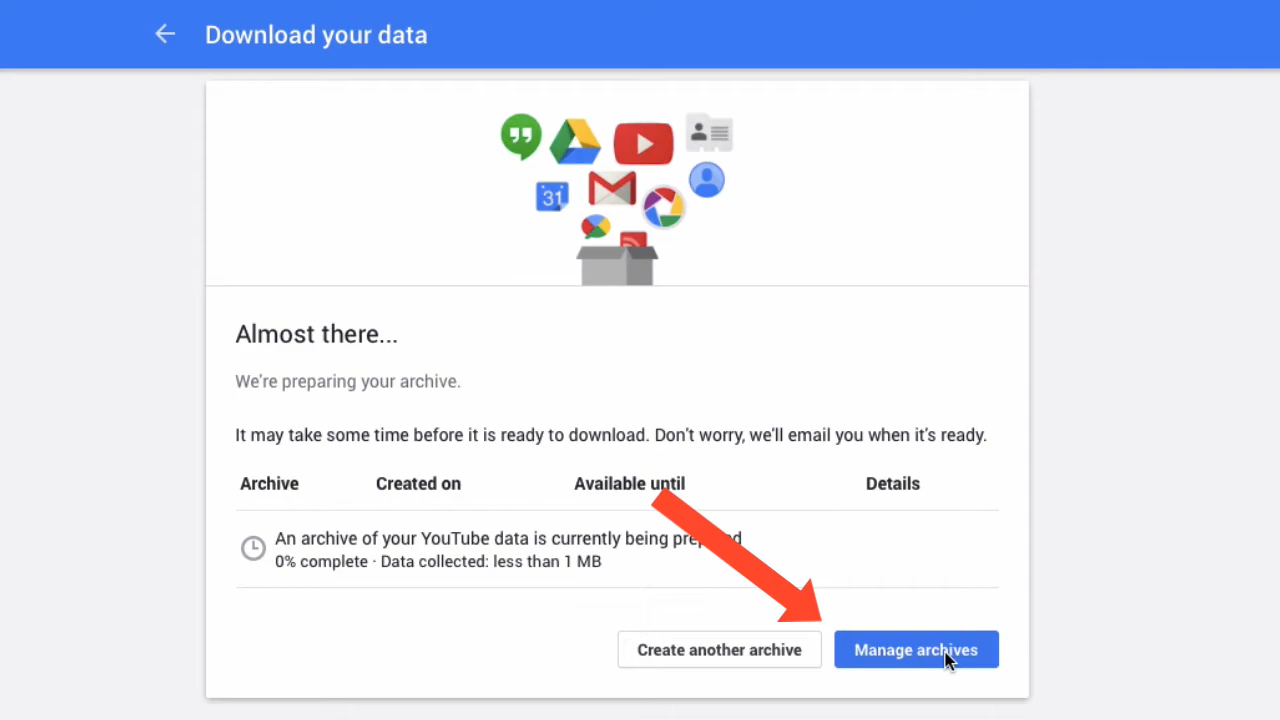 Download your data
31
Almost there...
We're preparing your archive.
It may take some time before it is ready to download. Don't worry, we'll email you when it's ready.
Archive Created on Available until Details
An archive of your YouTube data is currently being prepared
0% complete · Data collected: less than 1 MB
Create another archive Manage archives